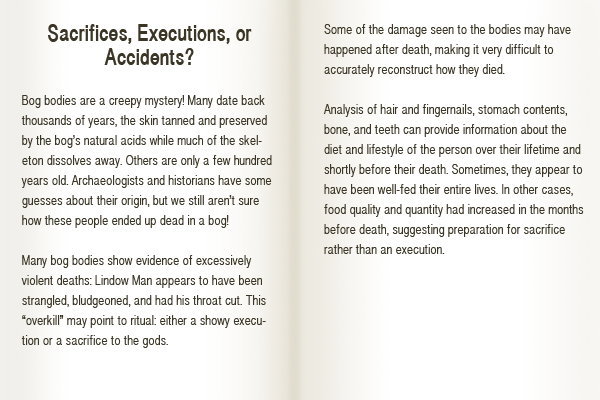 Sacrifices, Executions, or
Accidents?
Bog bodies are a creepy mystery! Many date back
thousands of years, the skin tanned and preserved
by the bog's natural acids while much of the skel-
eton dissolves away. Others are only a few hundred
years old. Archaeologists and historians have some
guesses about their origin, but we still aren't sure
how these people ended up dead in a bog!
Many bog bodies show evidence of excessively
violent deaths: Lindow Man appears to have been
strangled, bludgeoned, and had his throat cut. This
“overkill” may point to ritual: either a showy execu-
tion or a sacrifice to the gods.
Some of the damage seen to the bodies may have
happened after death, making it very difficult to
accurately reconstruct how they died.
Analysis of hair and fingernails, stomach contents,
bone, and teeth can provide information about the
diet and lifestyle of the person over their lifetime and
shortly before their death. Sometimes, they appear to
have been well-fed their entire lives. In other cases,
food quality and quantity had increased in the months
before death, suggesting preparation for sacrifice
rather than an execution.